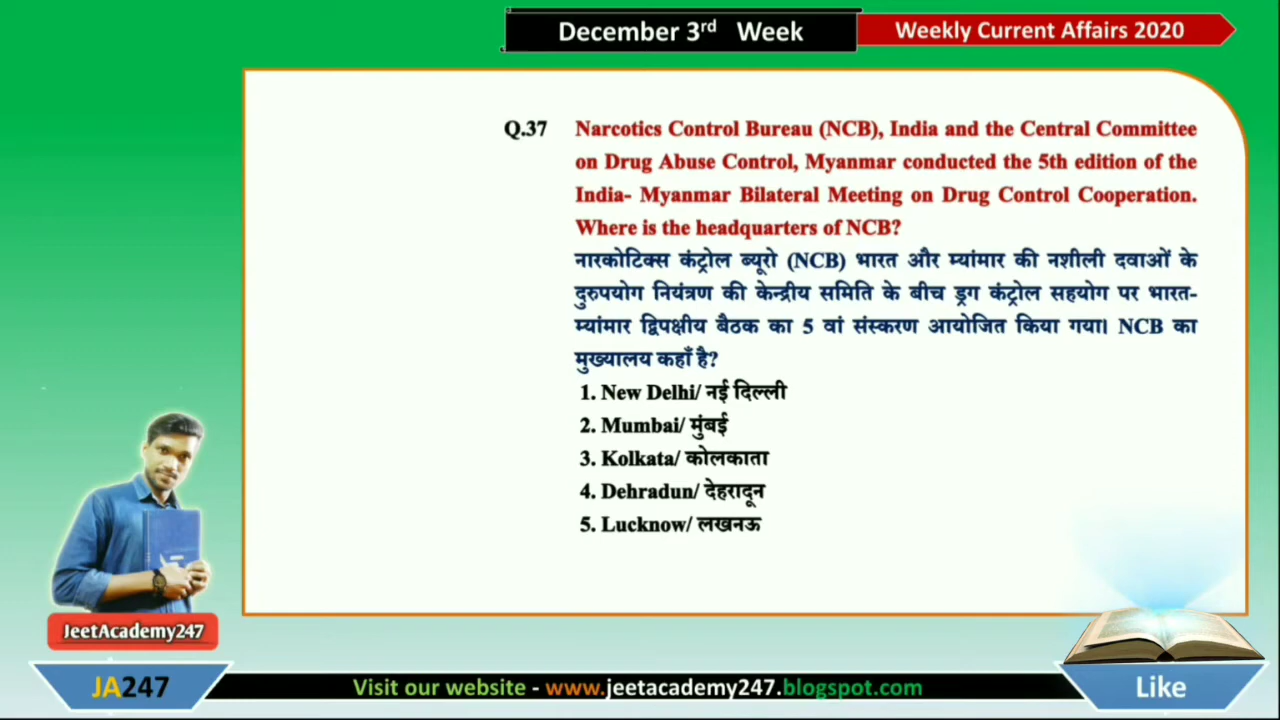 December 3rd Week
Weekly Current Affairs 2020
Q.37 Narcotics Control Bureau (NCB), India and the Central Committee
on Drug Abuse Control, Myanmar conducted the 5th edition of the
India- Myanmar Bilateral Meeting on Drug Control Cooperation.
Where is the headquarters of NCB?
नारकोटिक्स कंट्रोल ब्यूरो (NCB) भारत और म्यांमार की नशीली दवाओं के
दुरुपयोग नियंत्रण की केन्द्रीय समिति के बीच ड्रग कंट्रोल सहयोग पर भारत-
म्यांमार द्विपक्षीय बैठक का 5 वां संस्करण आयोजित किया गया। NCB का
मुख्यालय कहाँ है?
1. New Delhi/ नई दिल्ली
2. Mumbai/ मुंबई
3. Kolkata/ कोलकाता
4. Dehradun/ देहरादून
5. Lucknow/ लखनऊ
JeetAcademy247
JA247
Visit our website - www.jeetacademy247.blogspot.com
Like